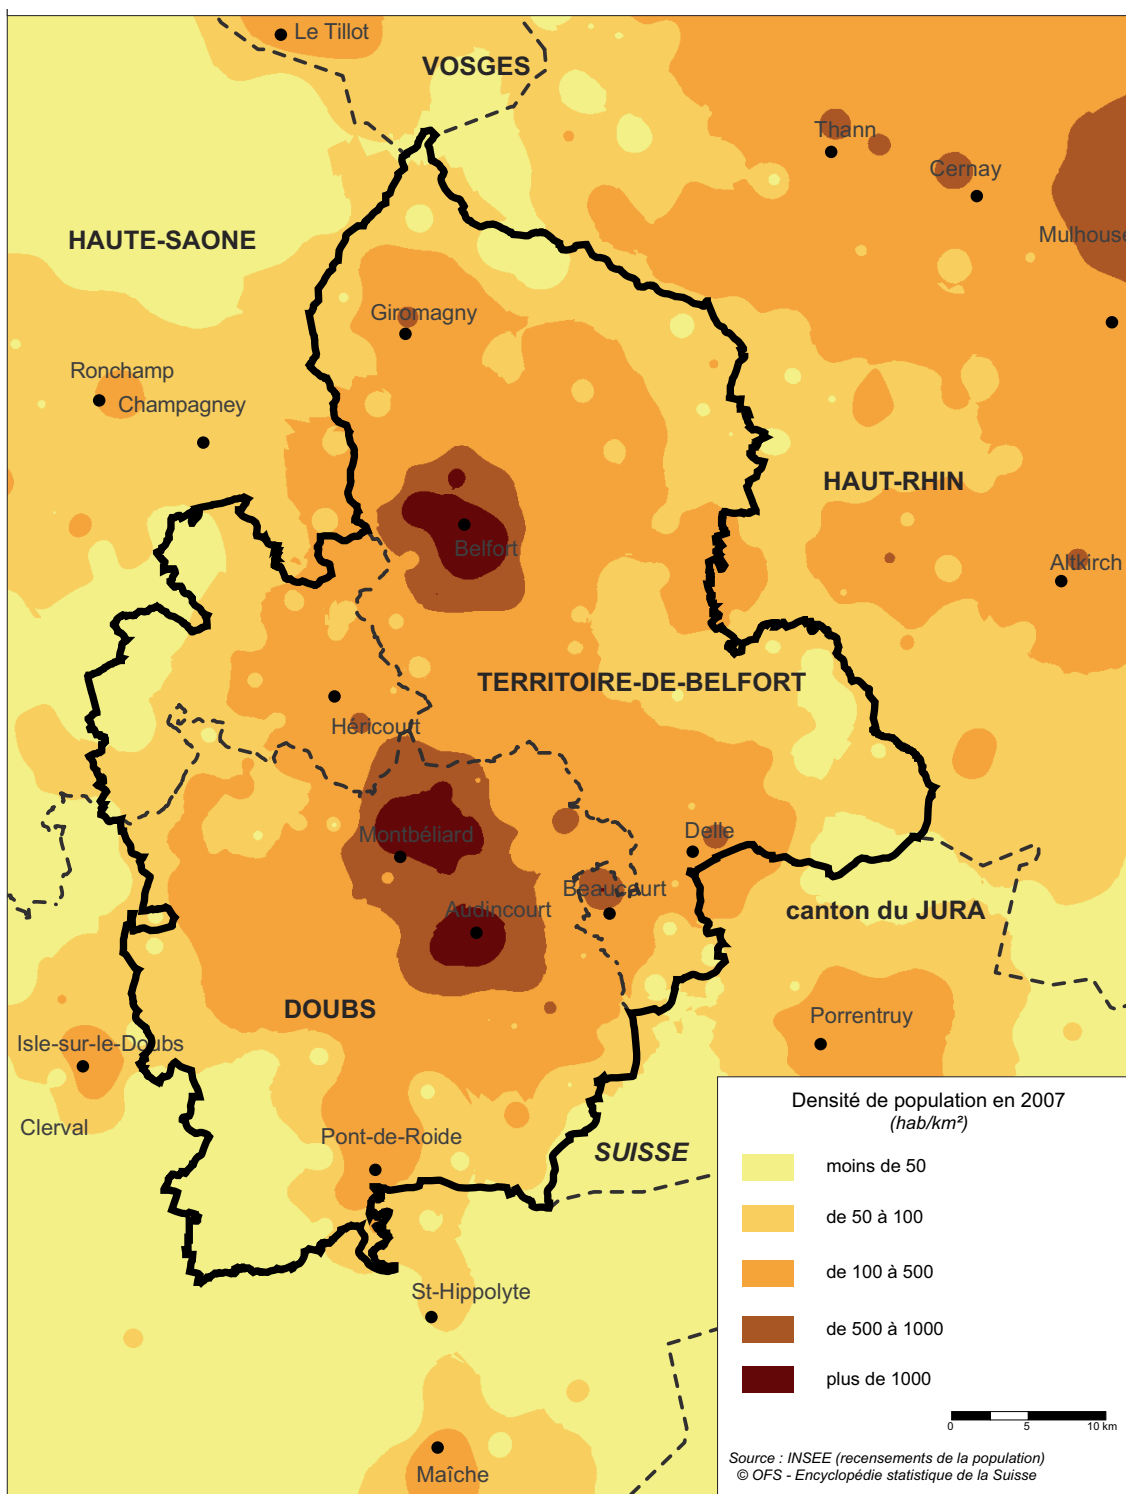 Le Tillot
VOSGES
Thann
Cernay
HAUTE-SAONE
Mulhouse
Giromagny
Ronchamp
Champagney
HAUT-RHIN
Belfort
Altkirch
TERRITOIRE-DE-BELFORT
Héricourt
Montbéliard
Delle
Beaucourt
Audincourt
canton du JURA
DOUBS
Porrentruy
Isle-sur-le-Doubs
Clerval
Pont-de-Roide
SUISSE
St-Hippolyte
Maîche
Densité de population en 2007
(hab/km²)
moins de 50
de 50 à 100
de 100 à 500
de 500 à 1000
plus de 1000
0 5 10 km
Source : INSEE (recensements de la population)
© OFS - Encyclopédie statistique de la Suisse